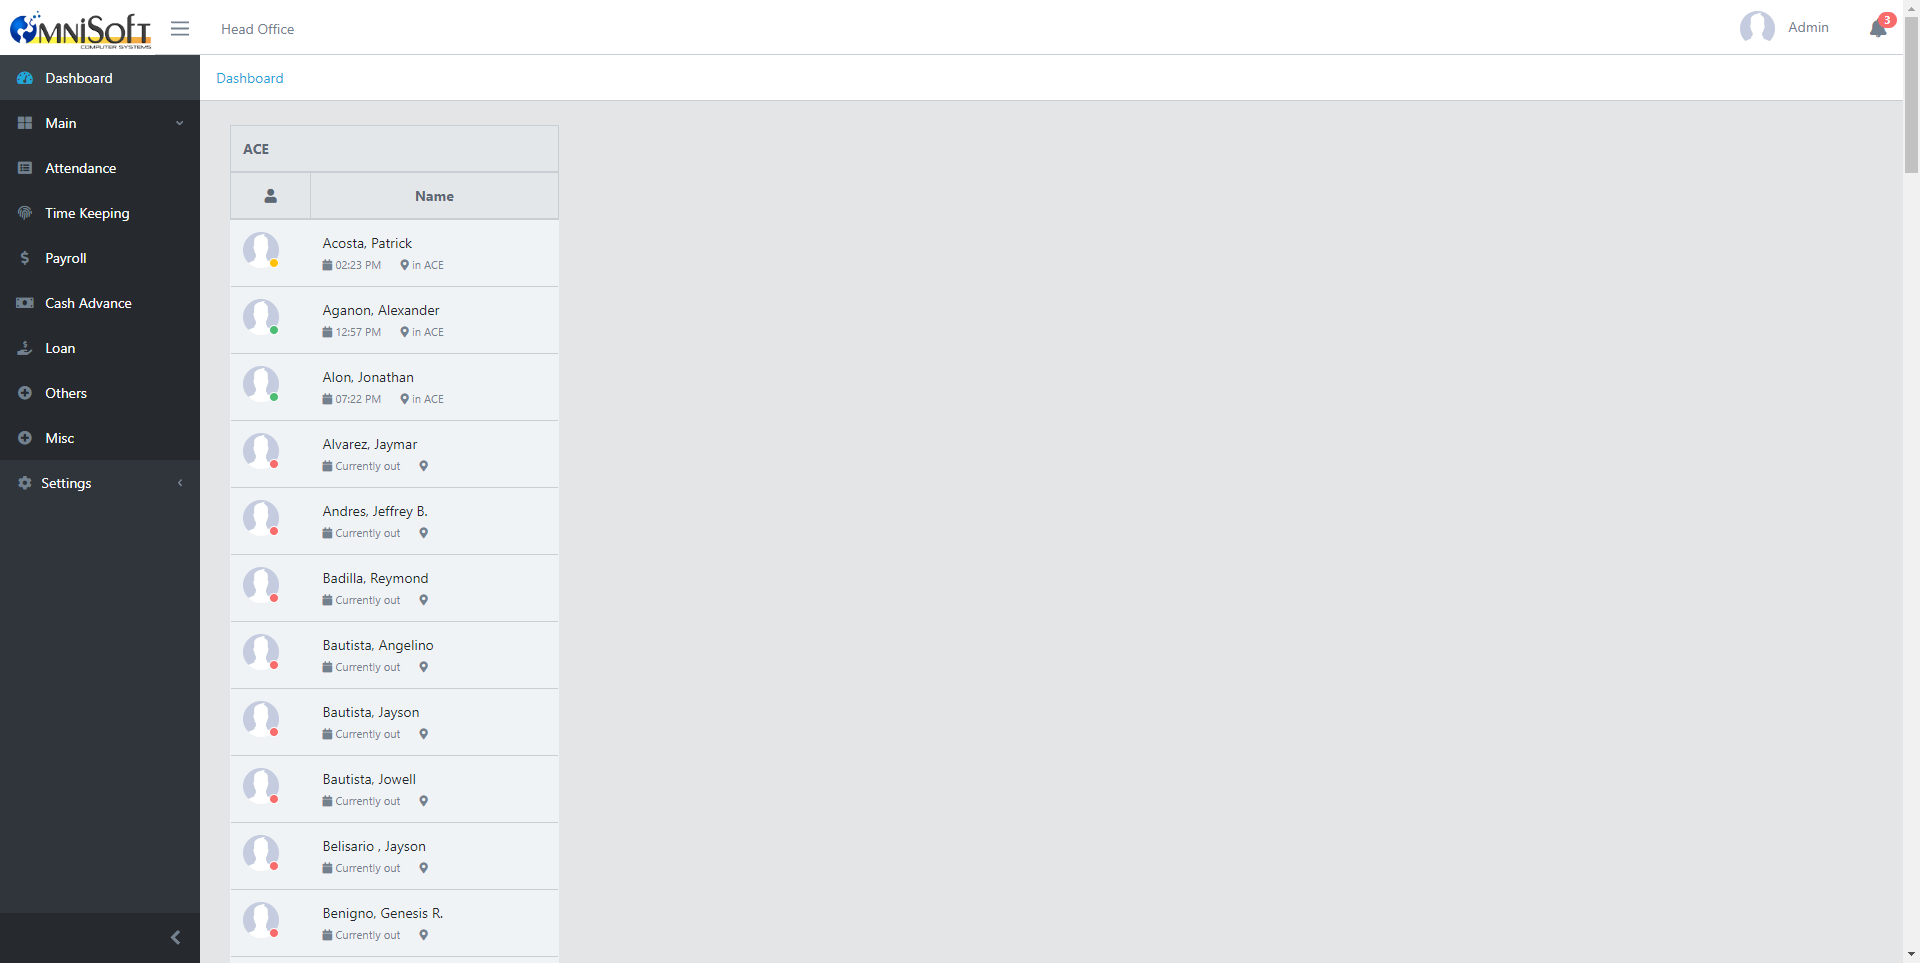 OmniSoft
COMPUTER SYSTEMS
Head Office
Admin
3
Dashboard
Main
Attendance
Time Keeping
Payroll
Cash Advance
Loan
Others
Misc
Settings
Dashboard
ACE
Name
Acosta, Patrick
02:23 PM in ACE
Aganon, Alexander
12:57 PM in ACE
Alon, Jonathan
07:22 PM in ACE
Alvarez, Jaymar
Currently out
Andres, Jeffrey B.
Currently out
Badilla, Reymond
Currently out
Bautista, Angelino
Currently out
Bautista, Jayson
Currently out
Bautista, Jowell
Currently out
Belisario , Jayson
Currently out
Benigno, Genesis R.
Currently out